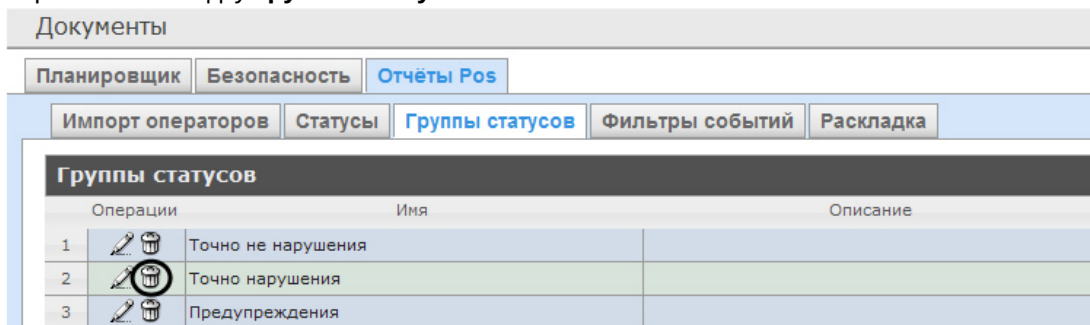 Документы
Планировщик Безопасность Отчёты Pos
Импорт операторов Статусы Группы статусов Фильтры событий Раскладка
Группы статусов
Операции Имя Описание
1 Точно не нарушения
2 Точно нарушения
3 Предупреждения